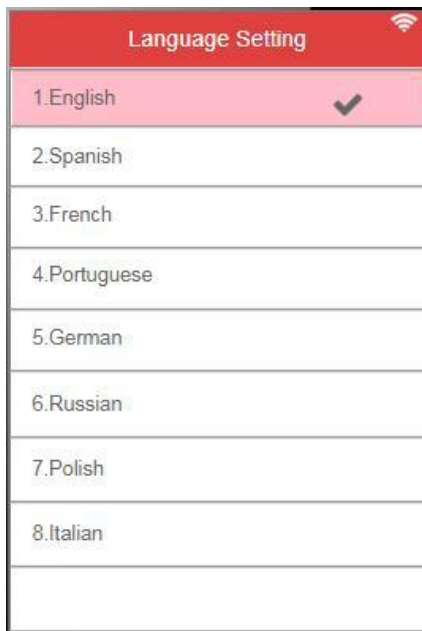 Language Setting
1.English
2.Spanish
3.French
4.Portuguese
5.German
6.Russian
7.Polish
8.Italian